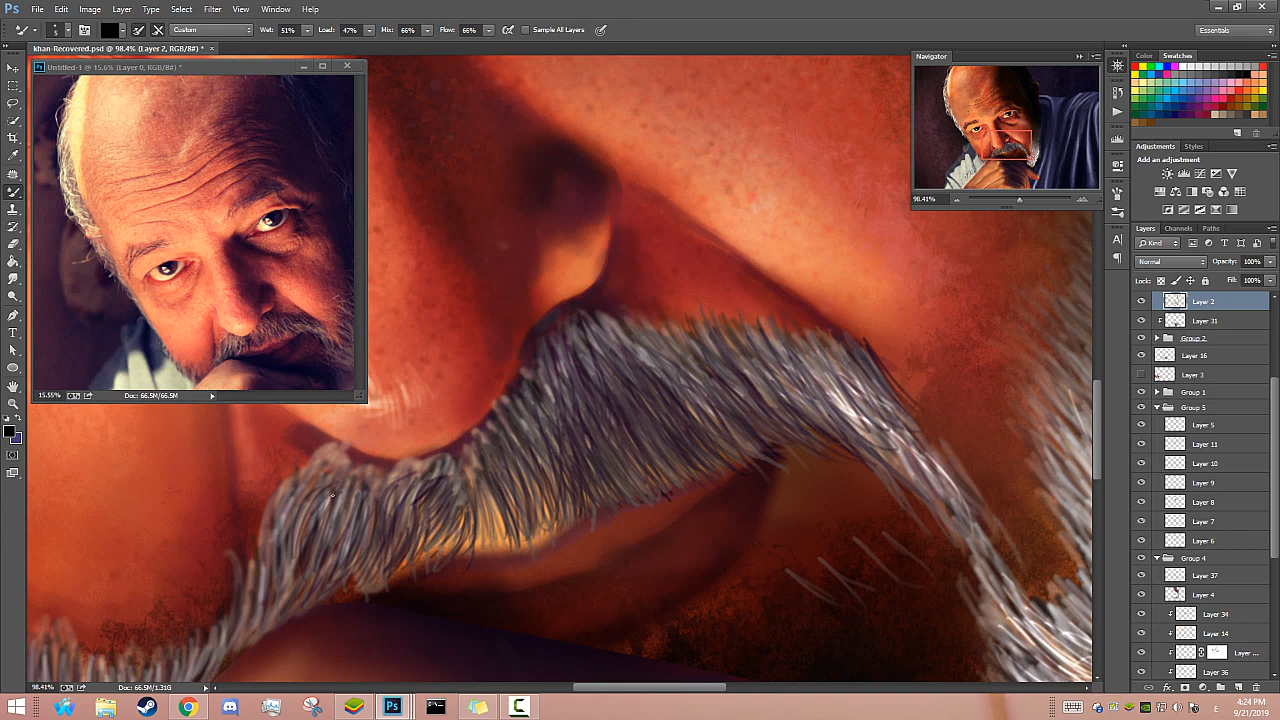 Ps File Edit Image Layer Type Select Filter View Window Help
5 Custom Wet: 51% Load: 47% Mix: 66% Flow: 66% Sample All Layers Essentials
khan-Recovered.psd @ 98.4% (Layer 2, RGB/8#) * ×
Untitled-1 @ 15.6% (Layer 0, RGB/8#) *
15.55% Doc: 66.5M/66.5M
Navigator
98.41%
Color Swatches
Adjustments Styles
Add an adjustment
Layers Channels Paths
Kind
Normal Opacity: 100%
Lock: Fill: 100%
Layer 2
Layer 31
Group 2
Layer 16
Layer 3
Group 1
Group 5
Layer 5
Layer 11
Layer 10
Layer 9
Layer 8
Layer 7
Layer 6
Group 4
Layer 37
Layer 4
Layer 34
Layer 14
Layer ...
Layer 36
98.41% Doc: 66.5M/1.31G
Ps
ع
4:24 PM
9/21/2019